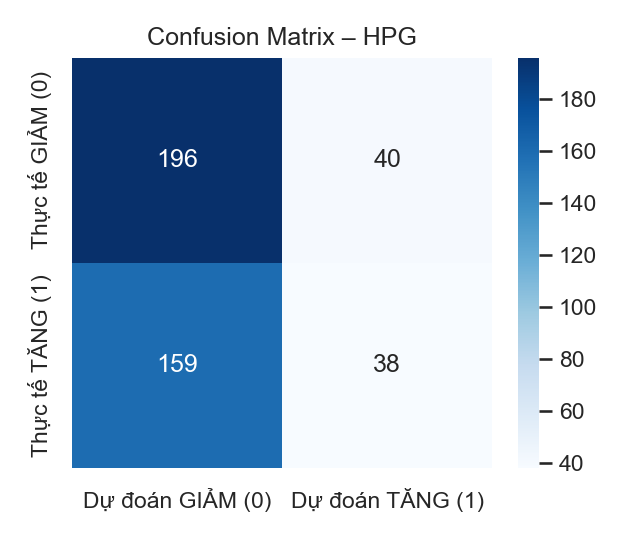 Confusion Matrix – HPG
Thực tế GIẢM (0)
196
40
Thực tế TĂNG (1)
159
38
Dự đoán GIẢM (0)
Dự đoán TĂNG (1)
180
160
140
120
100
80
60
40